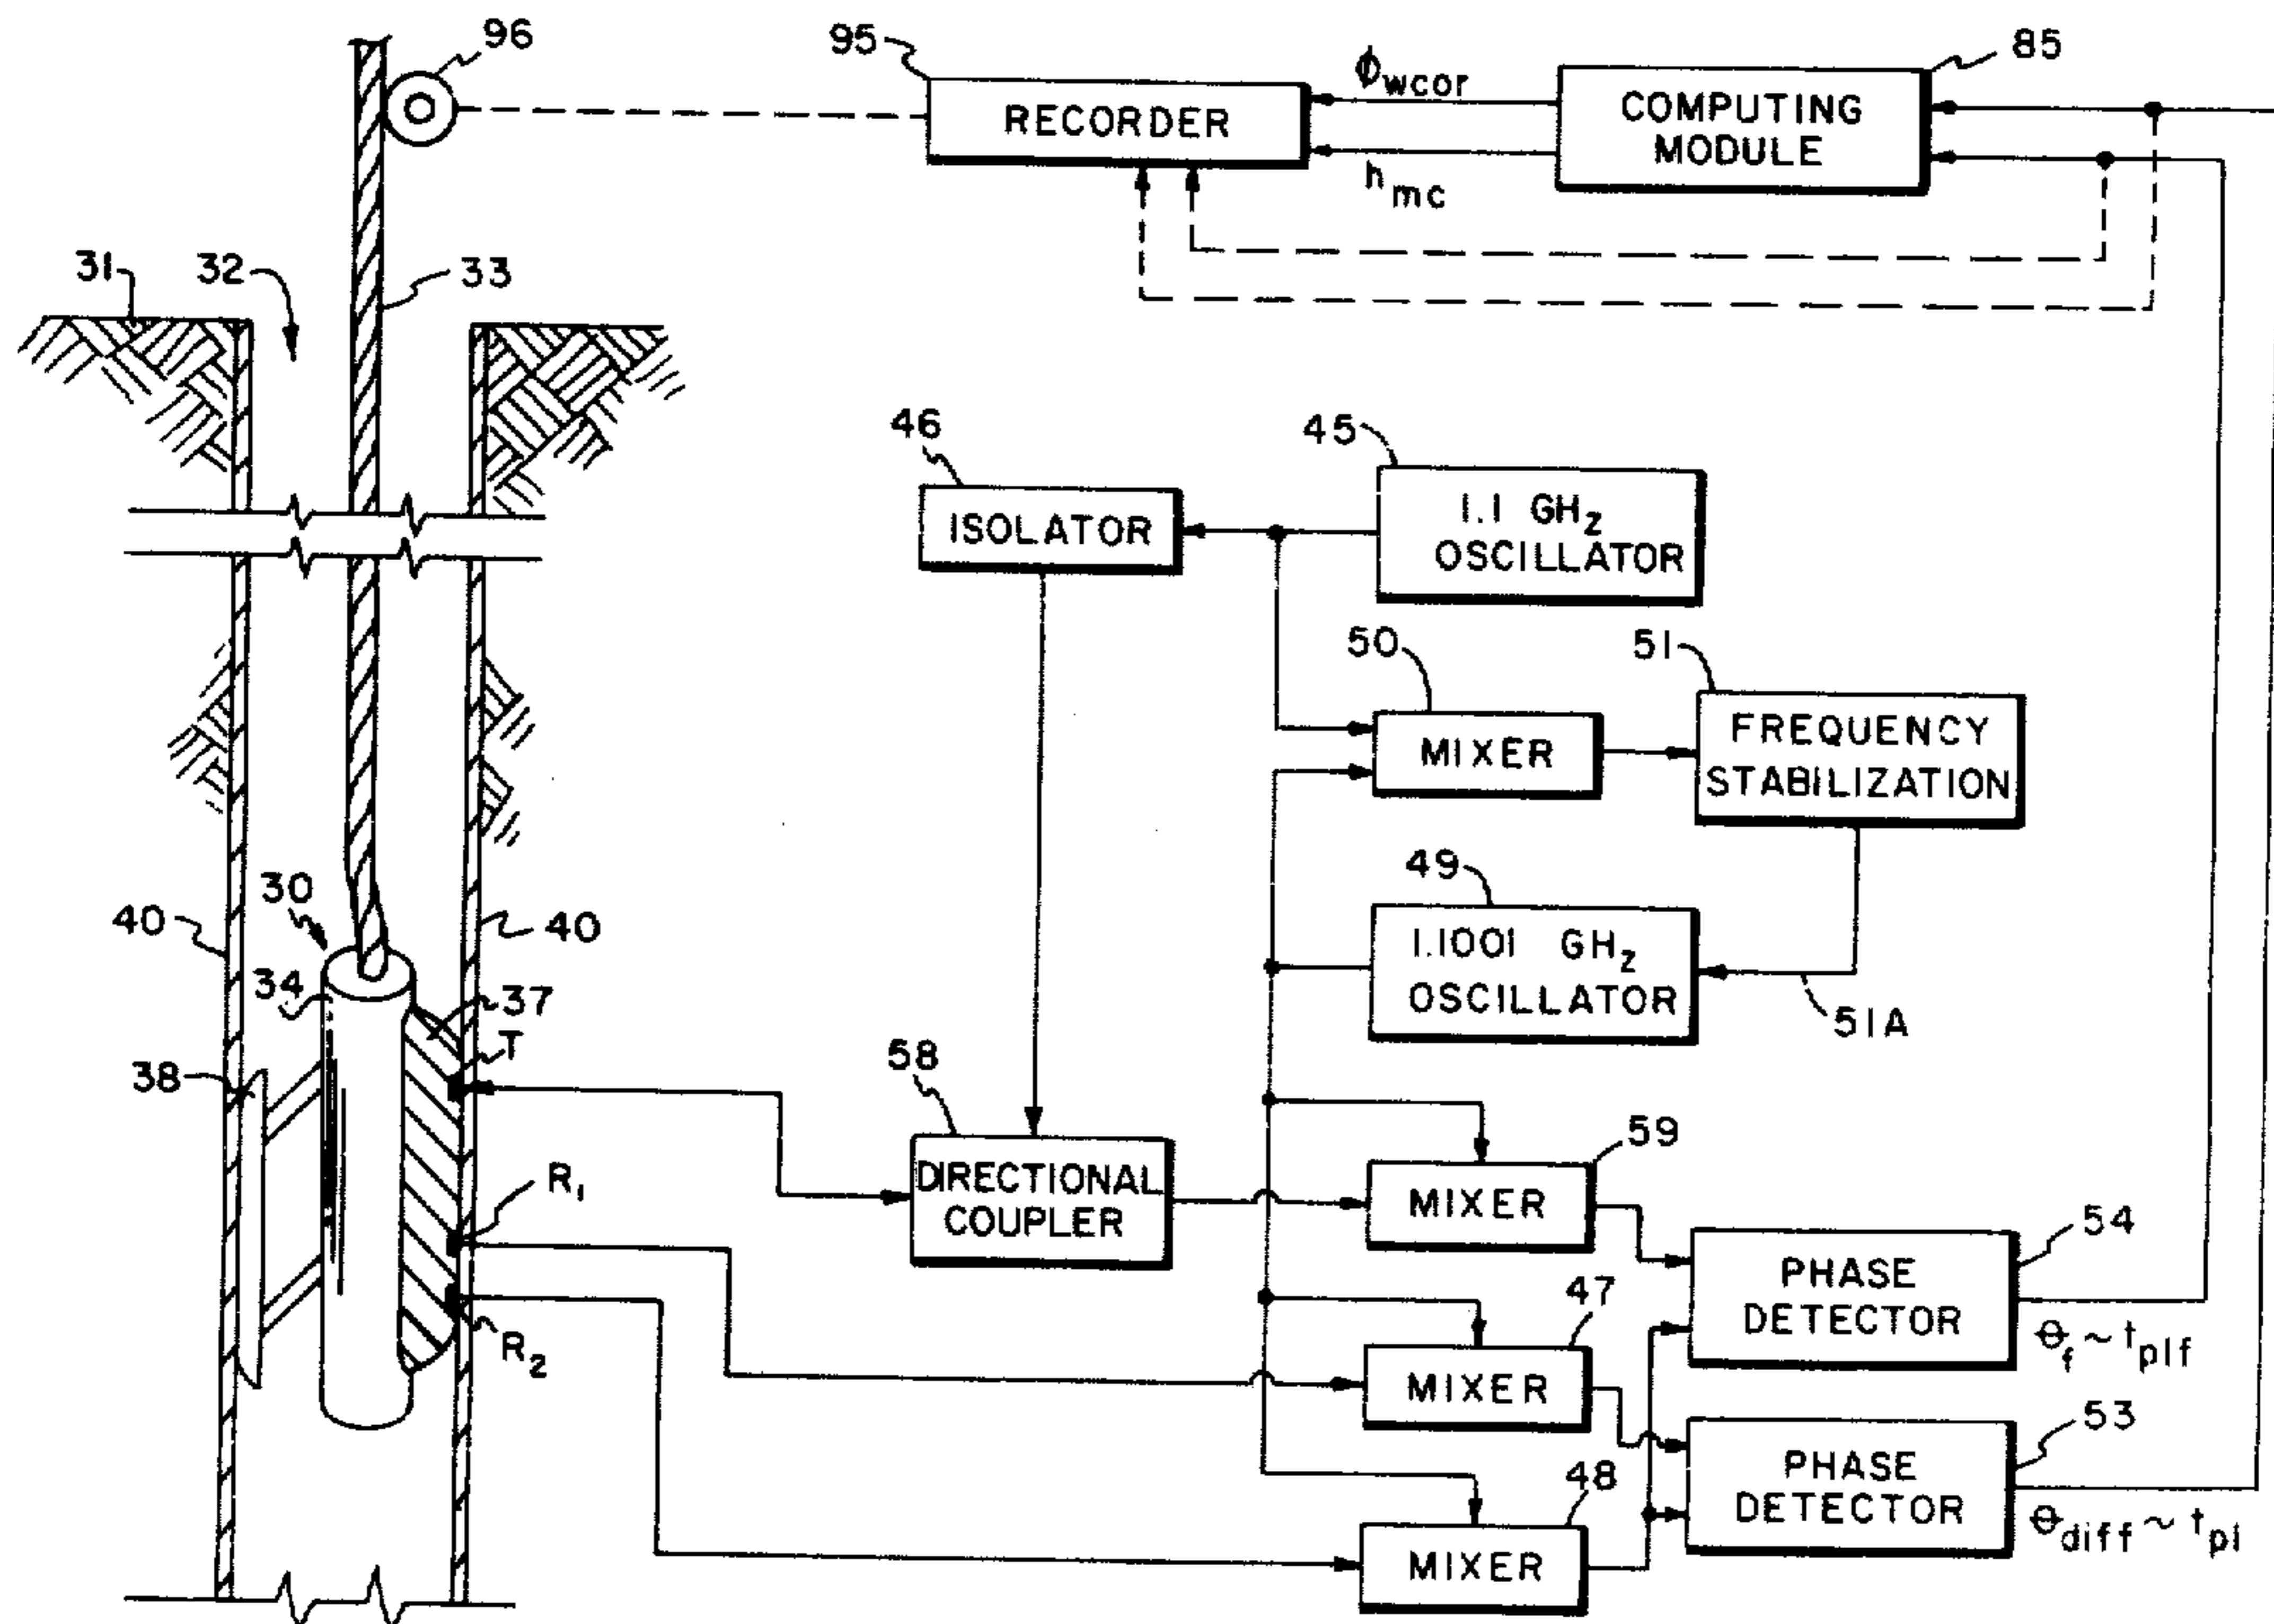 96
95
RECORDER
ϕwcor
hmc
85
COMPUTING
MODULE
31
32
33
46
ISOLATOR
45
1.1 GHz
OSCILLATOR
50
MIXER
51
FREQUENCY
STABILIZATION
49
1.1001 GHz
OSCILLATOR
51A
30
40
40
34
37
T
38
58
DIRECTIONAL
COUPLER
59
MIXER
R1
54
PHASE
DETECTOR
θf ~ tplf
47
MIXER
R2
53
PHASE
DETECTOR
θdiff ~ tpl
48
MIXER